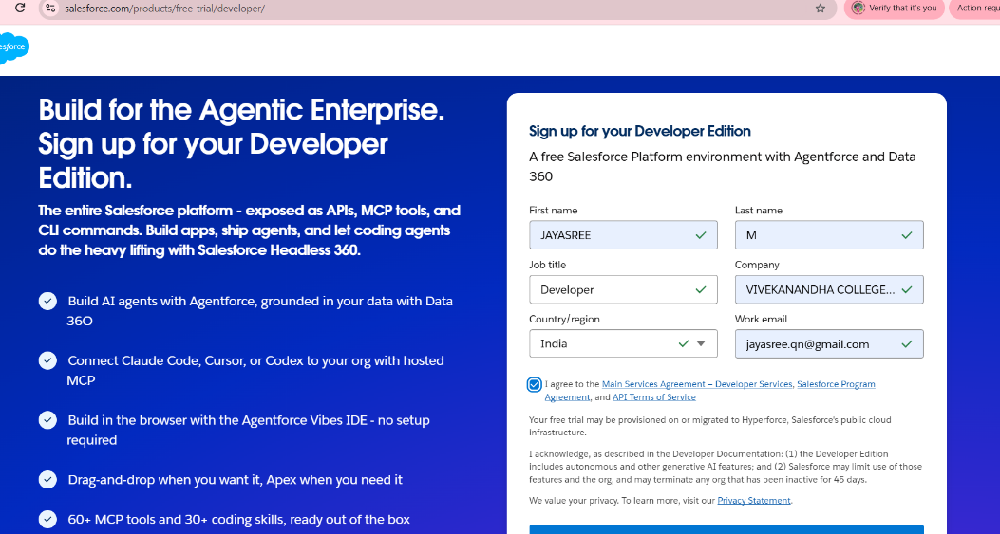 salesforce.com/products/free-trial/developer/
Verify that it's you
Action requ
esforce
Build for the Agentic Enterprise.
Sign up for your Developer
Edition.
The entire Salesforce platform - exposed as APIs, MCP tools, and
CLI commands. Build apps, ship agents, and let coding agents
do the heavy lifting with Salesforce Headless 360.
Build AI agents with Agentforce, grounded in your data with Data
36O
Connect Claude Code, Cursor, or Codex to your org with hosted
MCP
Build in the browser with the Agentforce Vibes IDE - no setup
required
Drag-and-drop when you want it, Apex when you need it
60+ MCP tools and 30+ coding skills, ready out of the box
Sign up for your Developer Edition
A free Salesforce Platform environment with Agentforce and Data
360
First name
Last name
JAYASREE
M
Job title
Company
Developer
VIVEKANANDHA COLLEGE...
Country/region
Work email
India
jayasree.qn@gmail.com
I agree to the Main Services Agreement – Developer Services, Salesforce Program
Agreement, and API Terms of Service
Your free trial may be provisioned on or migrated to Hyperforce, Salesforce's public cloud
infrastructure.
I acknowledge, as described in the Developer Documentation: (1) the Developer Edition
includes autonomous and other generative AI features; and (2) Salesforce may limit use of those
features and the org, and may terminate any org that has been inactive for 45 days.
We value your privacy. To learn more, visit our Privacy Statement.